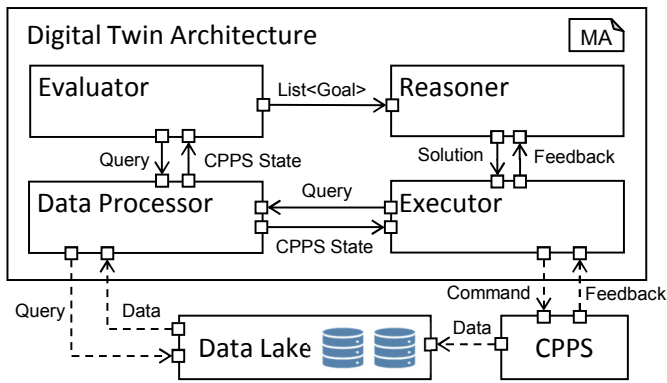 Digital Twin Architecture
MA
Evaluator
List<Goal>
Reasoner
Query
CPPS State
Solution
Feedback
Data Processor
Query
CPPS State
Executor
Query
Data
Command
Feedback
Data Lake
Data
CPPS